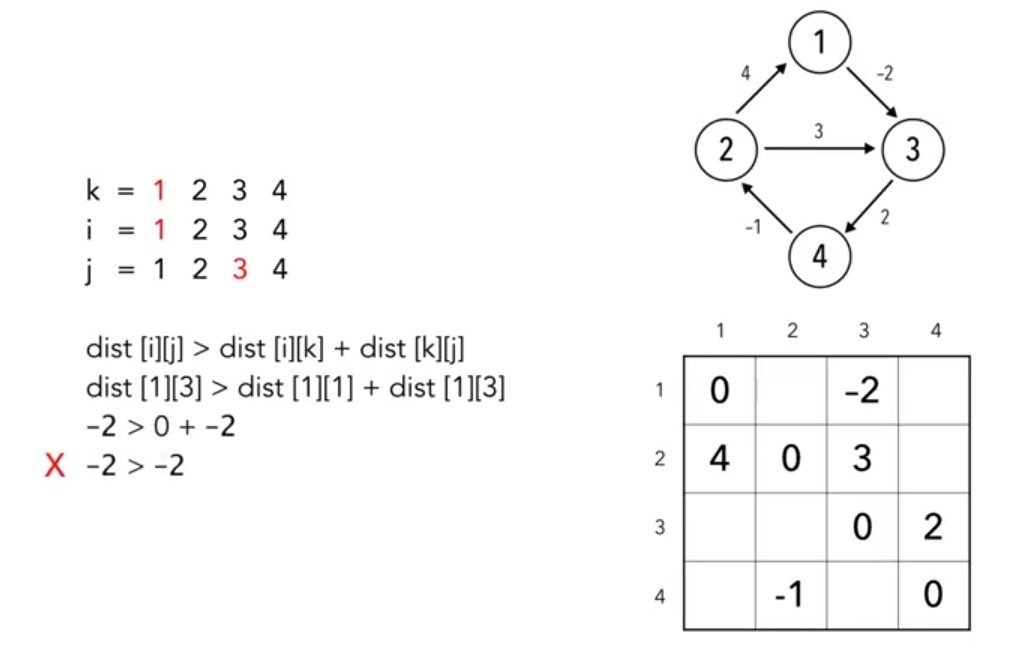 k = 1 2 3 4
i = 1 2 3 4
j = 1 2 3 4
dist [i][j] > dist [i][k] + dist [k][j]
dist [1][3] > dist [1][1] + dist [1][3]
–2 > 0 + –2
X –2 > –2
1
4 –2
2 3 3
–1 2
4
1 2 3 4
1 0 -2
2 4 0 3
3 0 2
4 -1 0